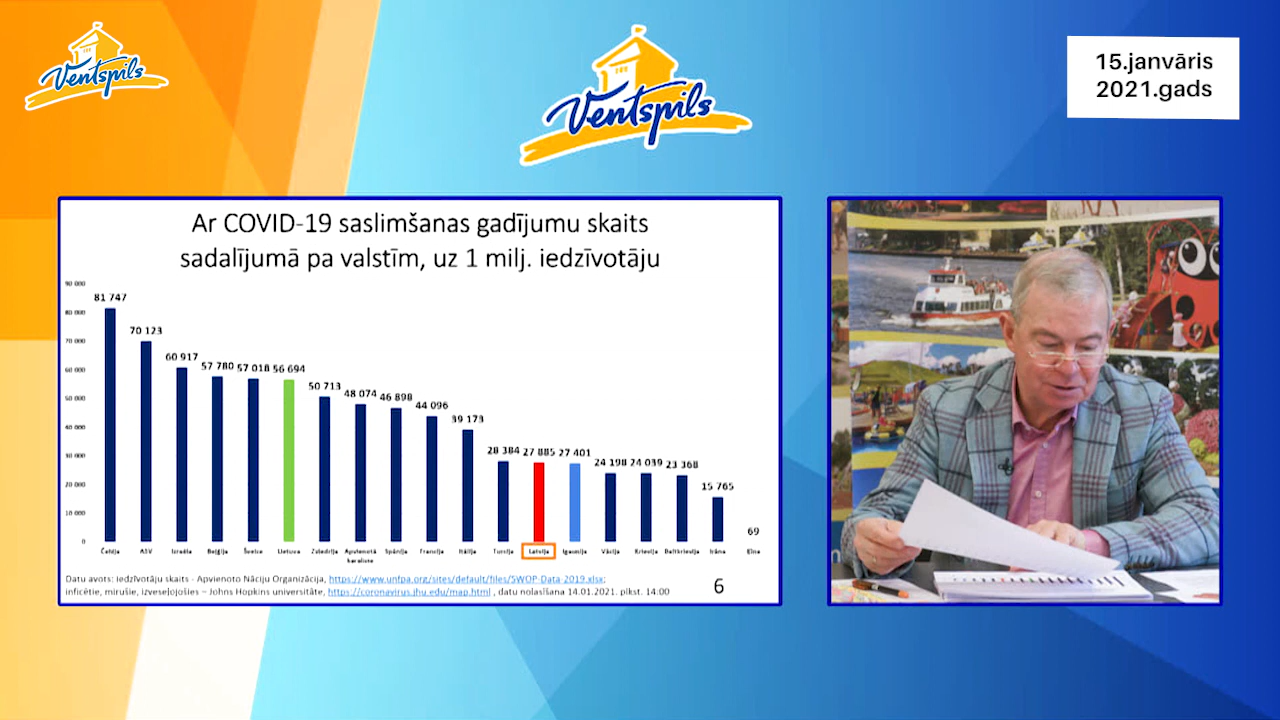 Ventspils
Ventspils
15.janvāris
2021.gads
Ar COVID-19 saslimšanas gadījumu skaits
sadalījumā pa valstīm, uz 1 milj. iedzīvotāju
90 000
80 000
70 000
60 000
50 000
40 000
30 000
20 000
10 000
0
81 747
70 123
60 917
57 780
57 018
56 694
50 713
48 074
46 898
44 096
39 173
28 384
27 885
27 401
24 198
24 039
23 368
15 765
69
Čehija
ASV
Izraēla
Beļģija
Šveice
Lietuva
Zviedrija
Apvienotā
karaliste
Spānija
Francija
Itālija
Turcija
Latvija
Igaunija
Vācija
Krievija
Baltkrievija
Irāna
Ķīna
Datu avots: iedzīvotāju skaits - Apvienoto Nāciju Organizācija, https://www.unfpa.org/sites/default/files/SWOP-Data-2019.xlsx;
inficētie, mirušie, izveseļojošies – Johns Hopkins universitāte, https://coronavirus.jhu.edu/map.html , datu nolasīšana 14.01.2021. plkst. 14:00
6